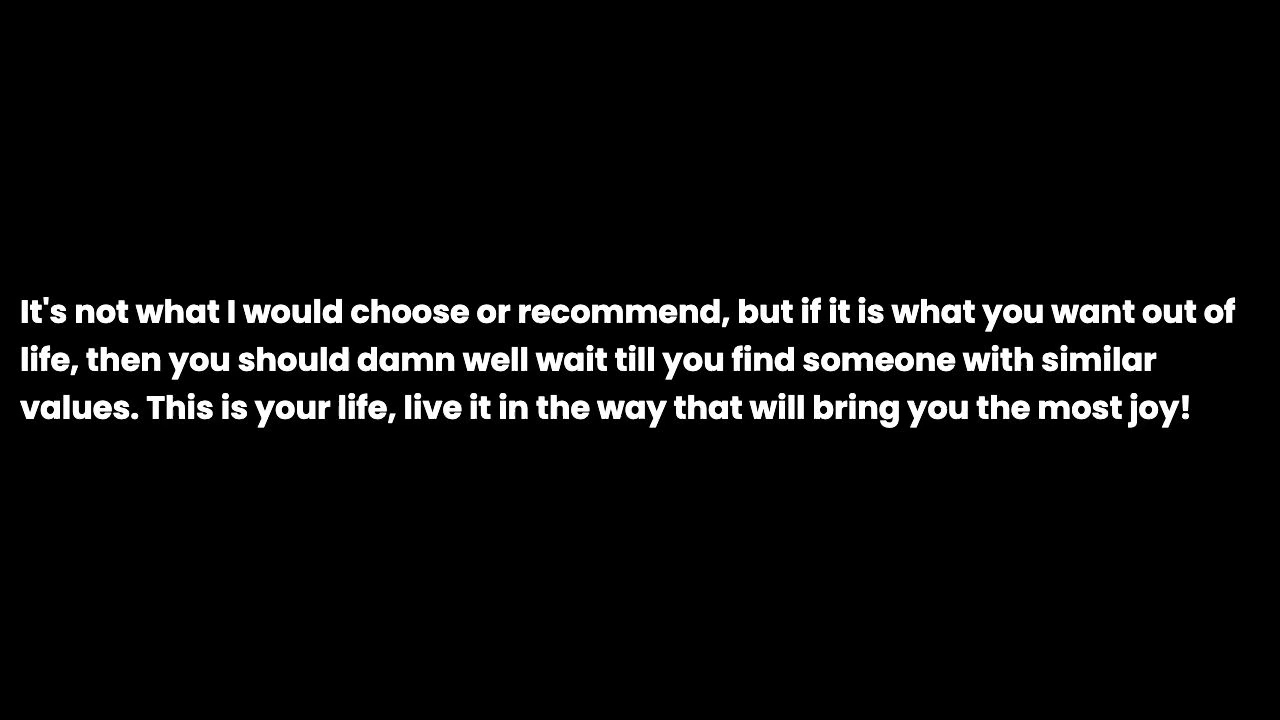 It's not what I would choose or recommend, but if it is what you want out of
life, then you should damn well wait till you find someone with similar
values. This is your life, live it in the way that will bring you the most joy!